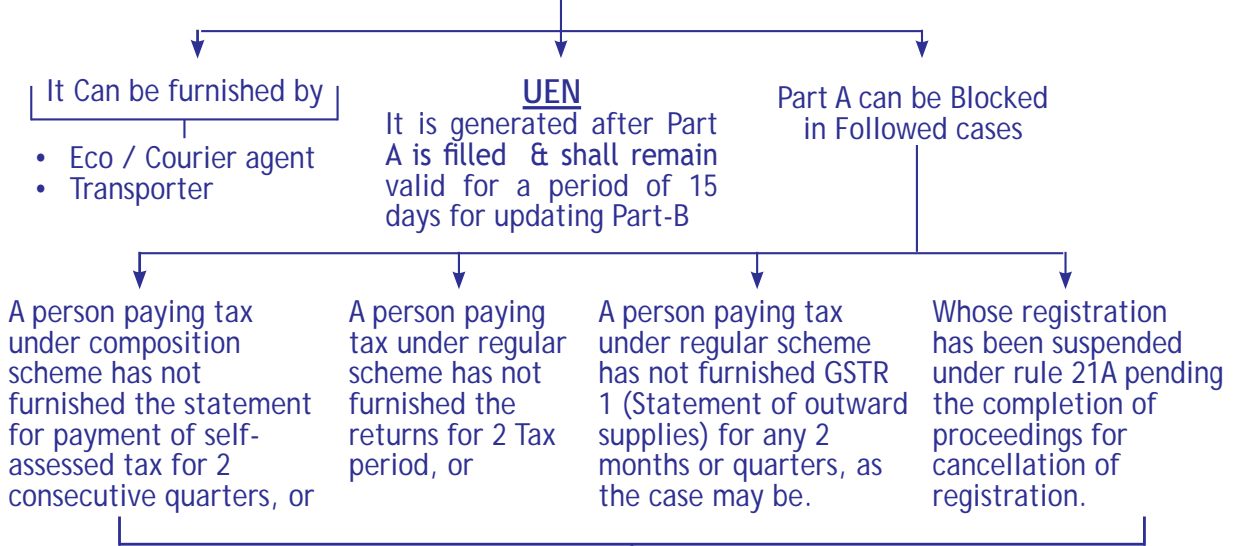 It Can be furnished by
• Eco / Courier agent
• Transporter
UEN
It is generated after Part
A is filled & shall remain
valid for a period of 15
days for updating Part-B
Part A can be Blocked
in Followed cases
A person paying tax
under composition
scheme has not
furnished the statement
for payment of self-
assessed tax for 2
consecutive quarters, or
A person paying
tax under regular
scheme has not
furnished the
returns for 2 Tax
period, or
A person paying tax
under regular scheme
has not furnished GSTR
1 (Statement of outward
supplies) for any 2
months or quarters, as
the case may be.
Whose registration
has been suspended
under rule 21A pending
the completion of
proceedings for
cancellation of
registration.